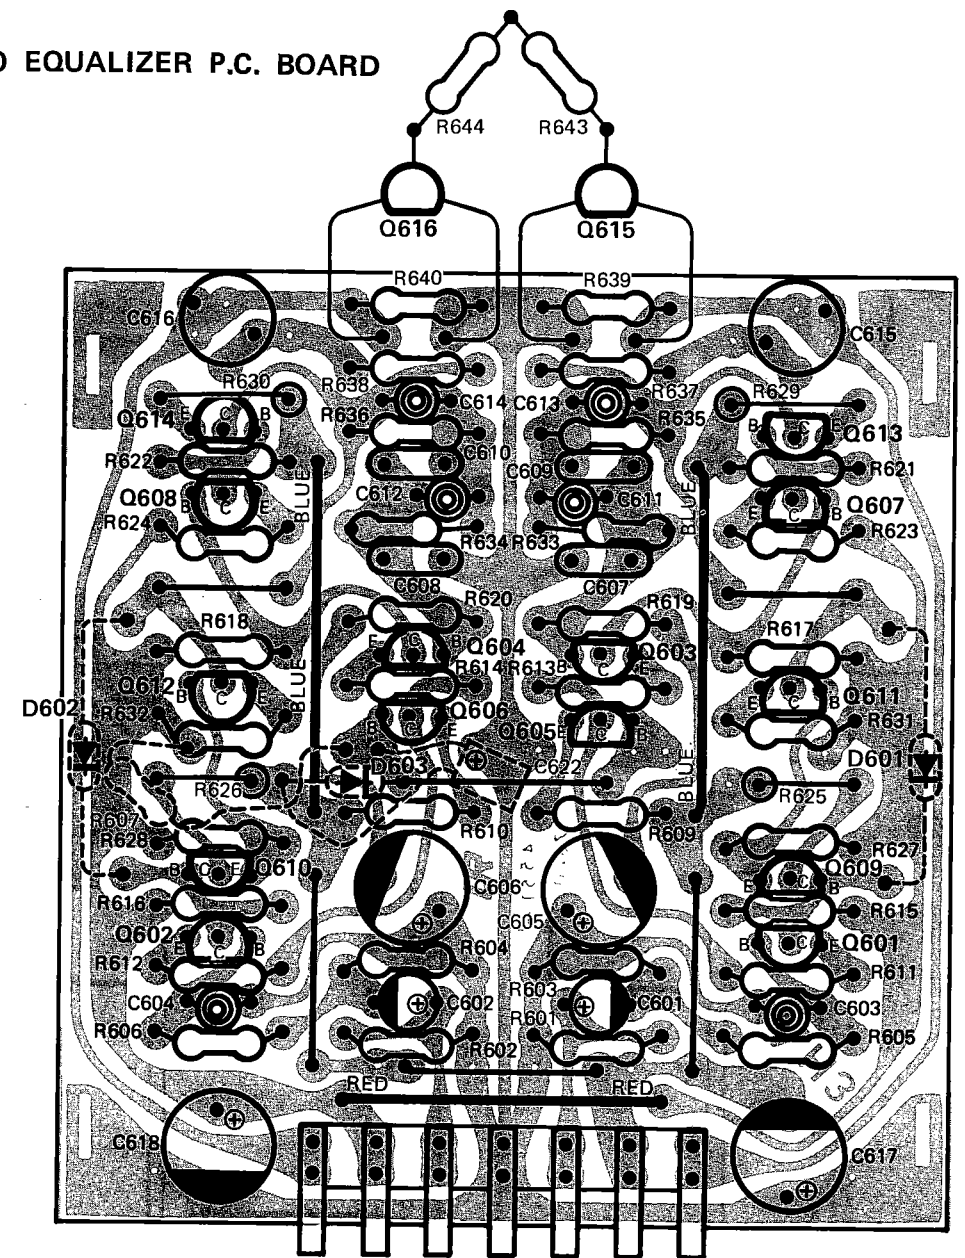 EQUALIZER P.C. BOARD
R644 R643
Q616 Q615
R640 R639
C616 C615
R630 R638 R637 R629
Q614 E C B R636 C614 C613 R635 B C E Q613
R622 C610 C609 R621
Q608 B C E BLUE C612 C611 BLUE E C B Q607
R624 R634 R633 R623
C608 C607
R620 R619
R618 E C B Q604 B C E Q603 R617
R614 R613
Q612 B C E BLUE E C B Q611
D602 R632 B C E Q606 Q605 E C B R631
D603 + C622 BLUE D601
R626 R625
R607 R610 R609
R628 R627
B C E Q610 C606 E C B Q609
R616 + C605 + R615
Q602 E C B R604 B C E Q601
R612 R603 R611
C604 + C602 R601 + C601 C603
R606 R602 R605
RED RED
C618 + C617
+